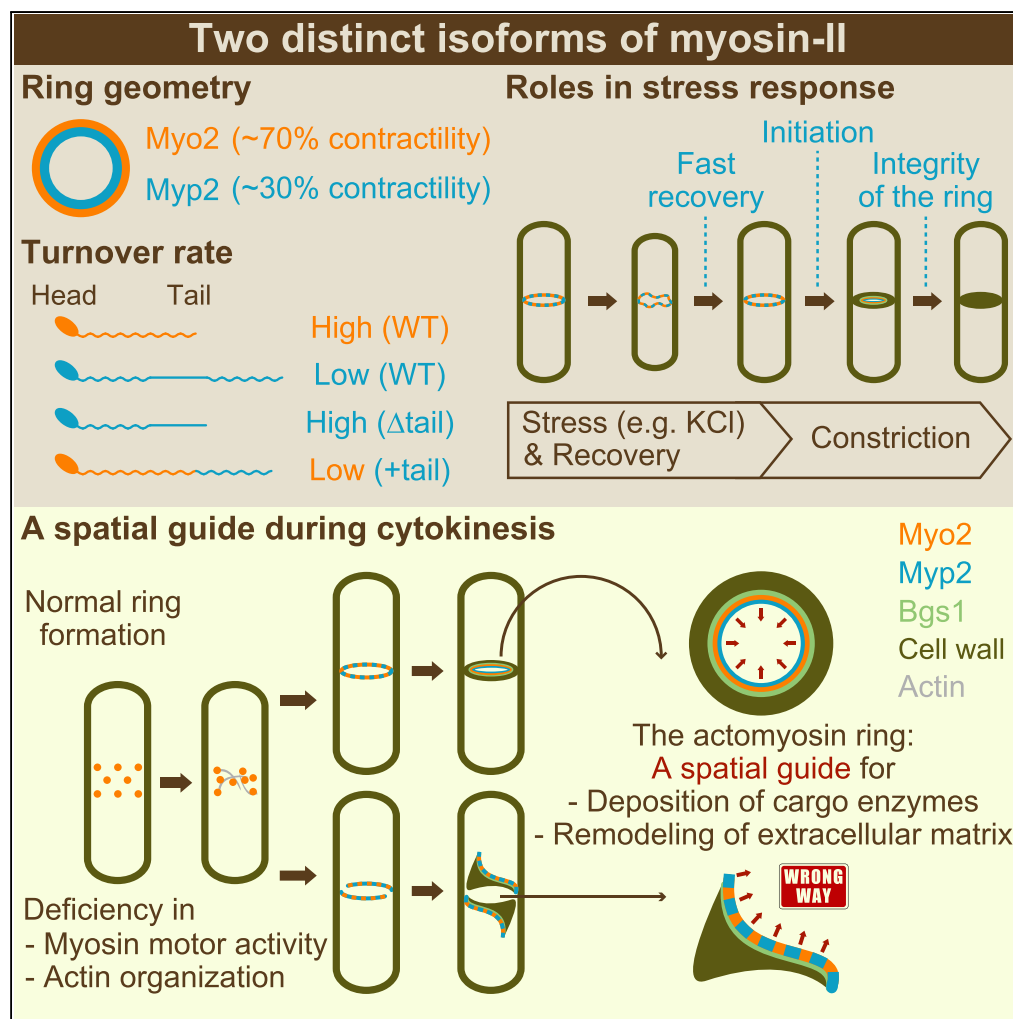 Two distinct isoforms of myosin-II
Ring geometry
Myo2 (~70% contractility)
Myp2 (~30% contractility)
Turnover rate
Head Tail
High (WT)
Low (WT)
High (Δtail)
Low (+tail)
Roles in stress response
Initiation
Fast
recovery
Integrity
of the ring
Stress (e.g. KCl)
& Recovery
Constriction
A spatial guide during cytokinesis
Normal ring
formation
Deficiency in
- Myosin motor activity
- Actin organization
Myo2
Myp2
Bgs1
Cell wall
Actin
The actomyosin ring:
A spatial guide for
- Deposition of cargo enzymes
- Remodeling of extracellular matrix
WRONG
WAY